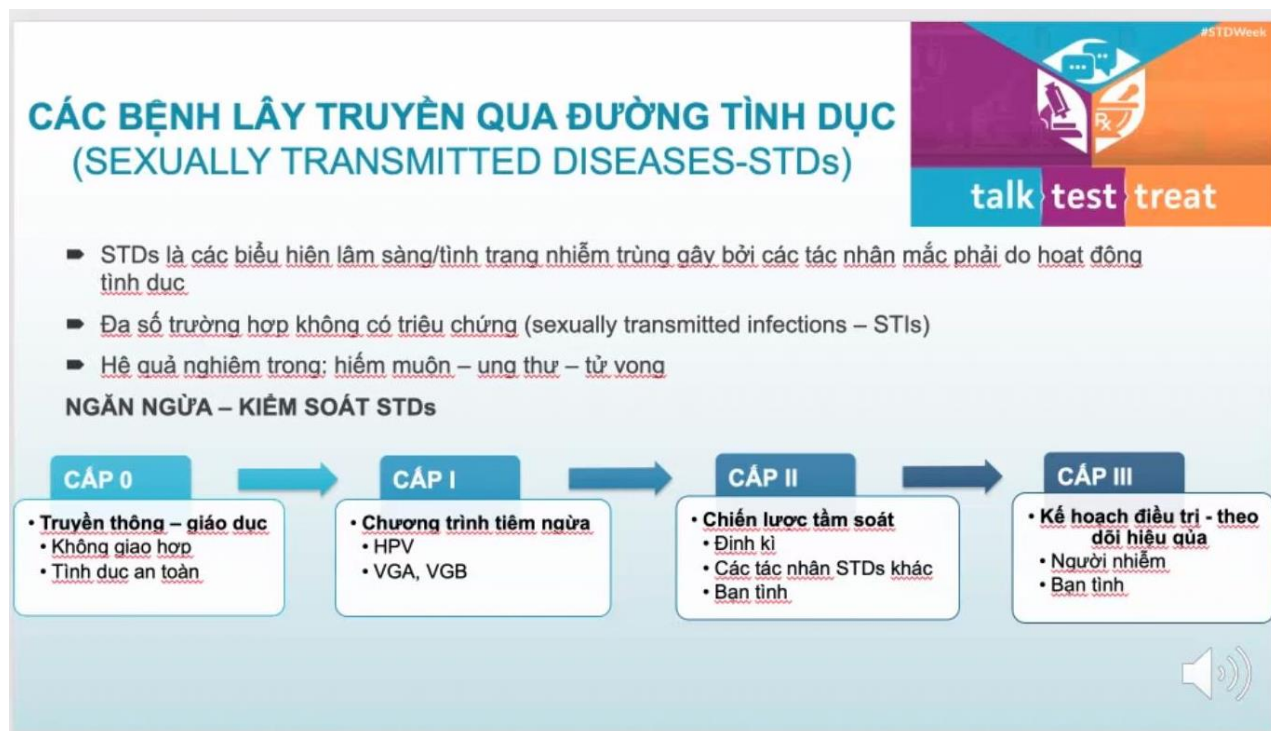 #STDWeek
CÁC BỆNH LÂY TRUYỀN QUA ĐƯỜNG TÌNH DỤC
(SEXUALLY TRANSMITTED DISEASES-STDs)
talk test treat
STDs là các biểu hiện lâm sàng/tình trạng nhiễm trùng gây bởi các tác nhân mắc phải do hoạt động
tình dục
Đa số trường hợp không có triệu chứng (sexually transmitted infections – STIs)
Hệ quả nghiêm trọng: hiếm muộn – ung thư – tử vong
NGĂN NGỪA – KIỂM SOÁT STDs
CẤP 0
• Truyền thông – giáo dục
• Không giao hợp
• Tình dục an toàn
CẤP I
• Chương trình tiêm ngừa
• HPV
• VGA, VGB
CẤP II
• Chiến lược tầm soát
• Định kì
• Các tác nhân STDs khác
• Bạn tình
CẤP III
• Kế hoạch điều trị - theo
dõi hiệu qủa
• Người nhiễm
• Bạn tình
Rx